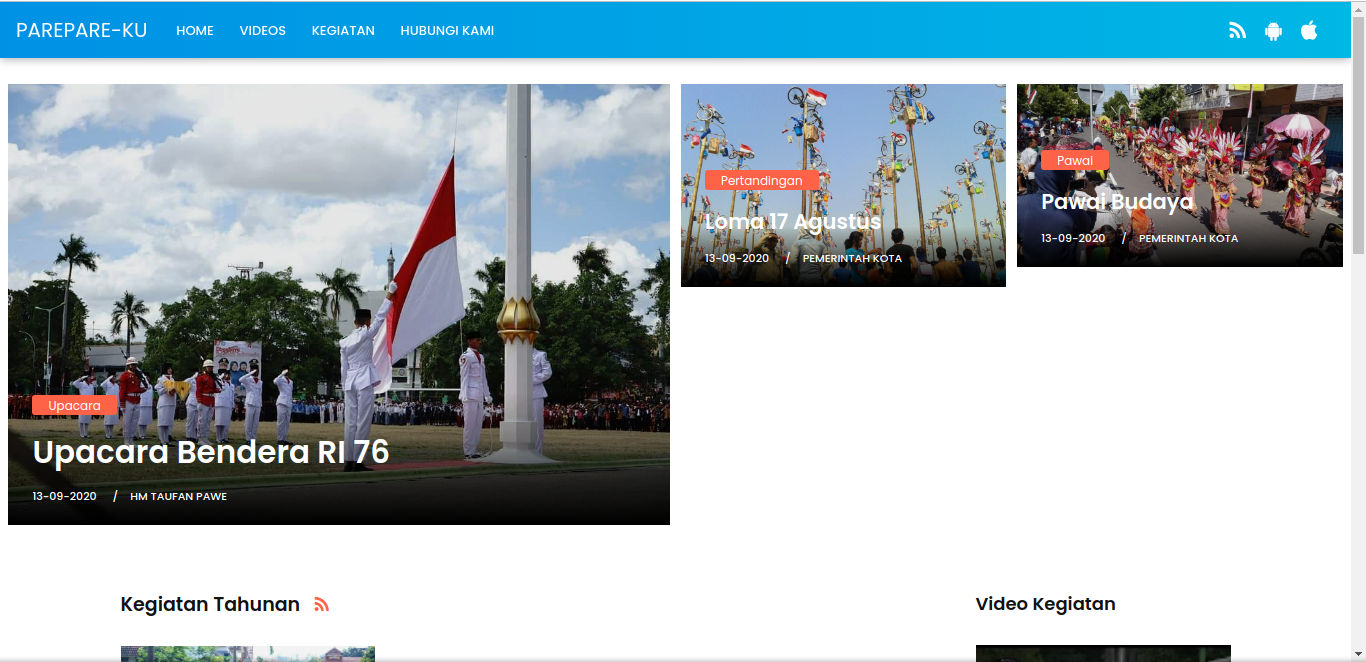 PAREPARE-KU HOME VIDEOS KEGIATAN HUBUNGI KAMI
Upacara
Upacara Bendera RI 76
13-09-2020 / HM TAUFAN PAWE
Pertandingan
Loma 17 Agustus
13-09-2020 / PEMERINTAH KOTA
Pawai
Pawai Budaya
13-09-2020 / PEMERINTAH KOTA
Kegiatan Tahunan
Video Kegiatan